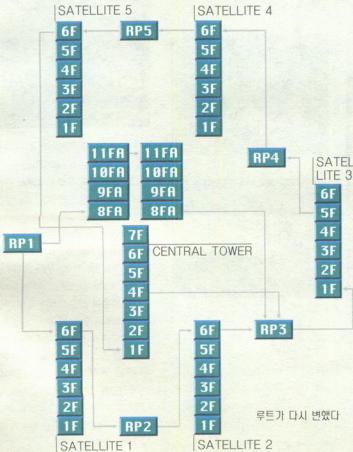 SATELLITE 5
SATELLITE 4
6F
RP5
6F
5F
5F
4F
4F
3F
3F
2F
2F
1F
1F
11FA
11FA
10FA
10FA
9FA
9FA
8FA
8FA
RP4
SATEL
LITE 3
6F
5F
4F
3F
2F
1F
RP1
7F
6F
CENTRAL TOWER
5F
4F
3F
2F
1F
RP3
6F
6F
5F
5F
4F
4F
3F
3F
2F
2F
1F
1F
RP2
루트가 다시 변했다
SATELLITE 1
SATELLITE 2